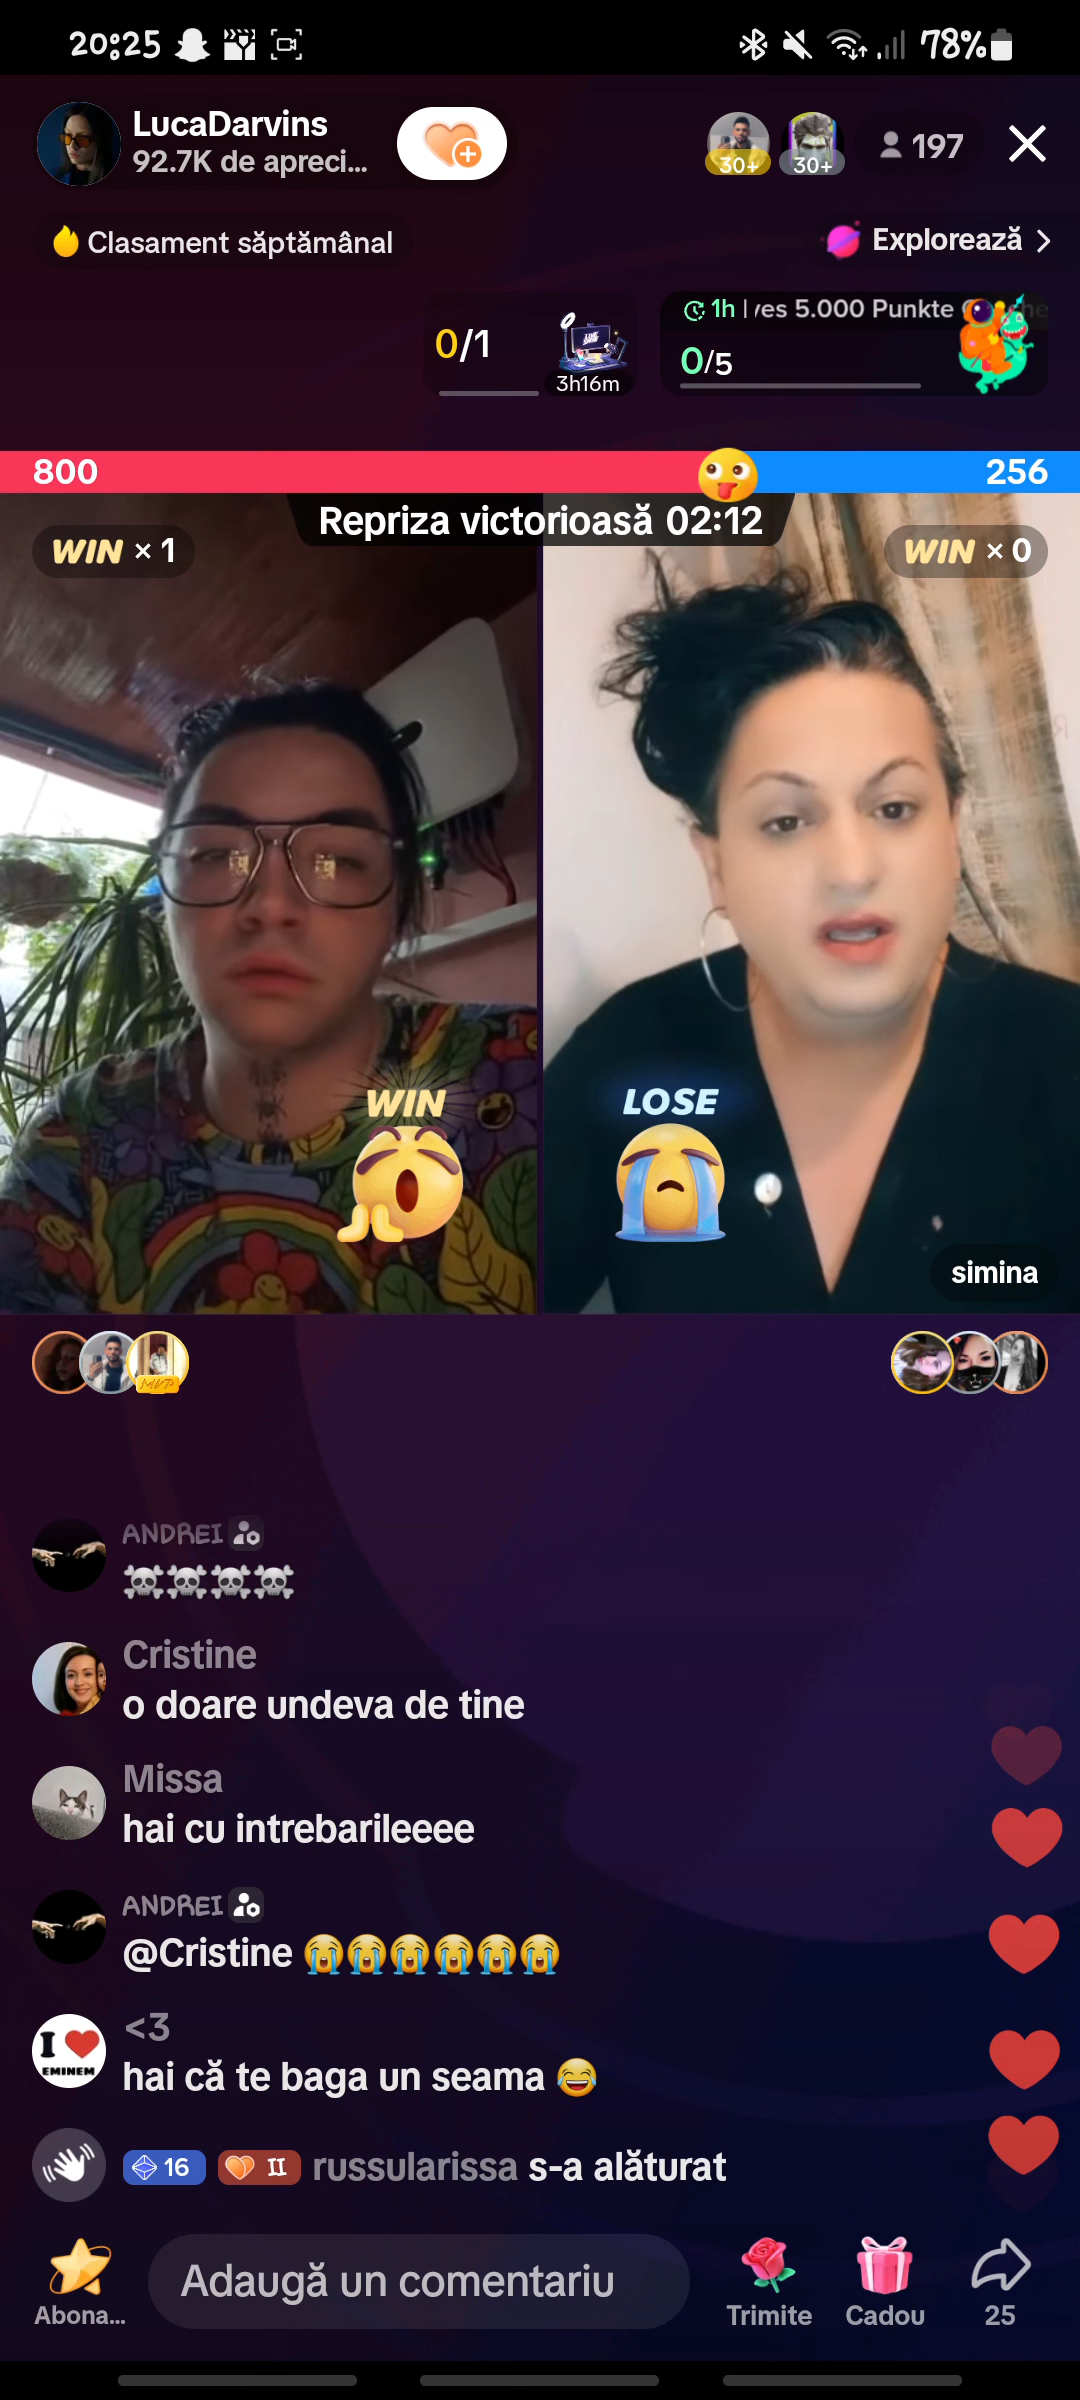 20:25
78%
LucaDarvins
92.7K de apreci...
30+
30+
197
Clasament săptămânal
Explorează
0/1
3h16m
1h | ves 5.000 Punkte
0/5
800
256
Repriza victorioasă 02:12
WIN × 1
WIN × 0
WIN
LOSE
simina
MVP
ANDREI
☠️☠️☠️☠️
Cristine
o doare undeva de tine
Missa
hai cu intrebarileeee
ANDREI
@Cristine 😭😭😭😭😭😭
<3
hai că te baga un seama 😂
I ❤️
EMINEM
16
II
russularissa s-a alăturat
Abona...
Adaugă un comentariu
Trimite
Cadou
25